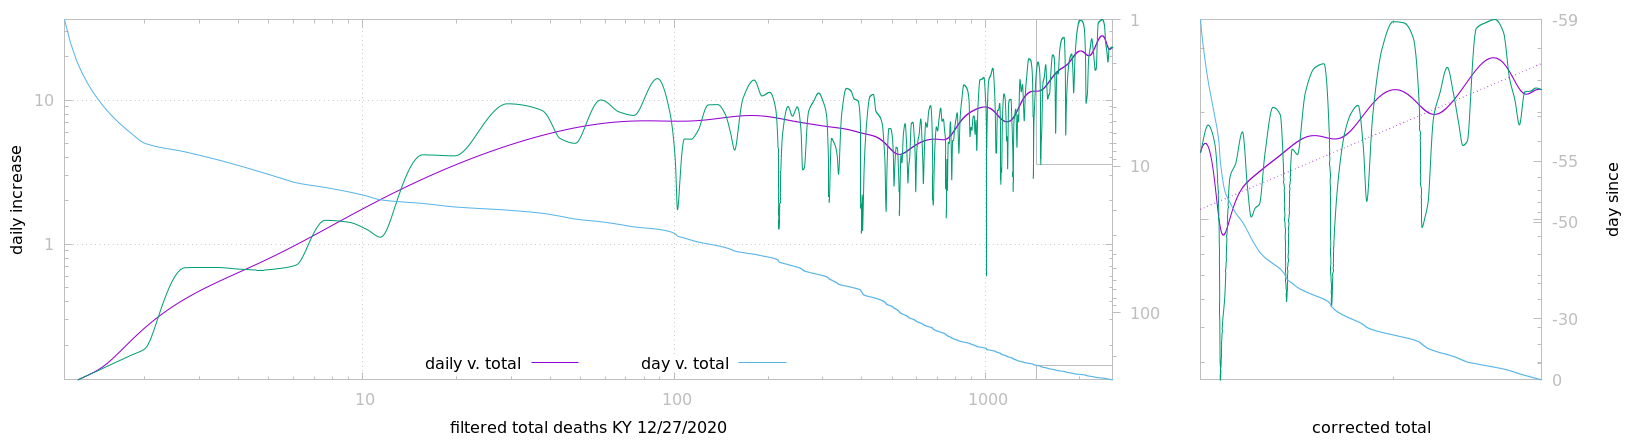 daily increase
10
1
daily v. total
day v. total
10
100
1000
1
10
100
filtered total deaths KY 12/27/2020
-59
-55
-50
-30
0
day since
corrected total